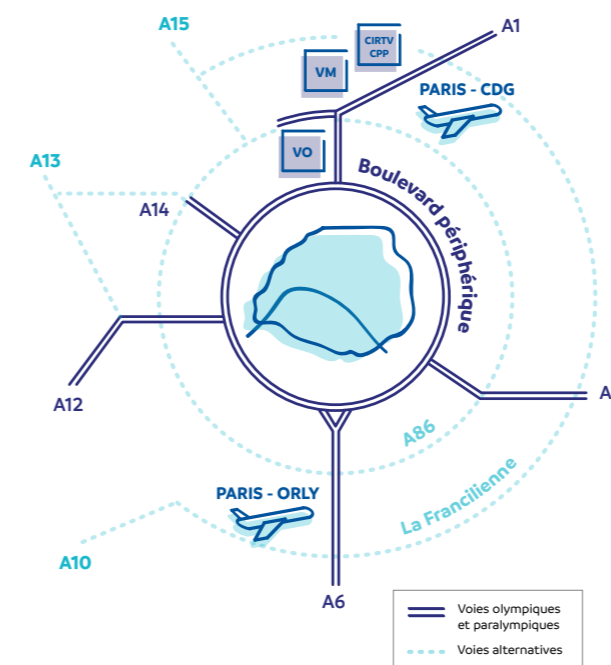 A15
A1
CIRTV
CPP
VM
PARIS - CDG
VO
A13
Boulevard périphérique
A14
A12
A
A86
La Francilienne
PARIS - ORLY
A10
A6
Voies olympiques
et paralympiques
Voies alternatives